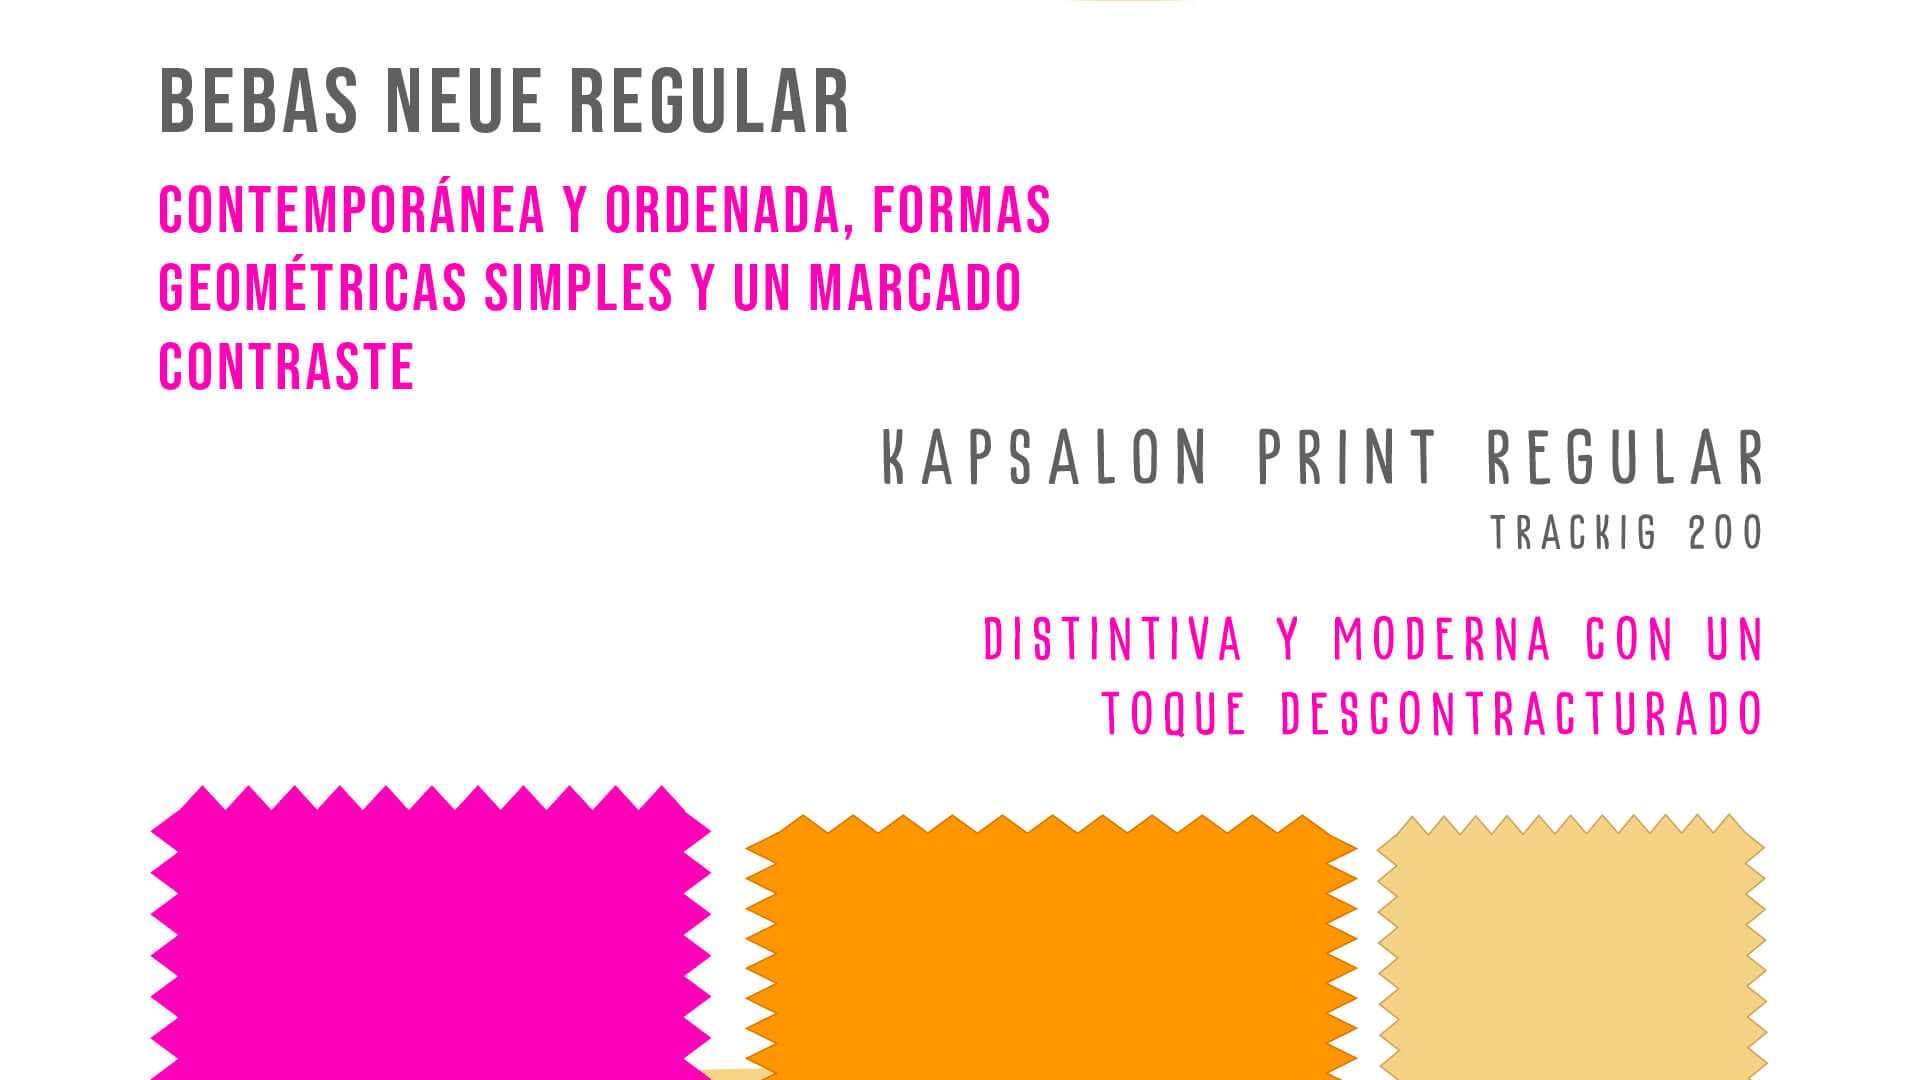 BEBAS NEUE REGULAR
CONTEMPORÁNEA Y ORDENADA, FORMAS
GEOMÉTRICAS SIMPLES Y UN MARCADO
CONTRASTE
KAPSALON PRINT REGULAR
TRACKIG 200
DISTINTIVA Y MODERNA CON UN
TOQUE DESCONTRACTURADO